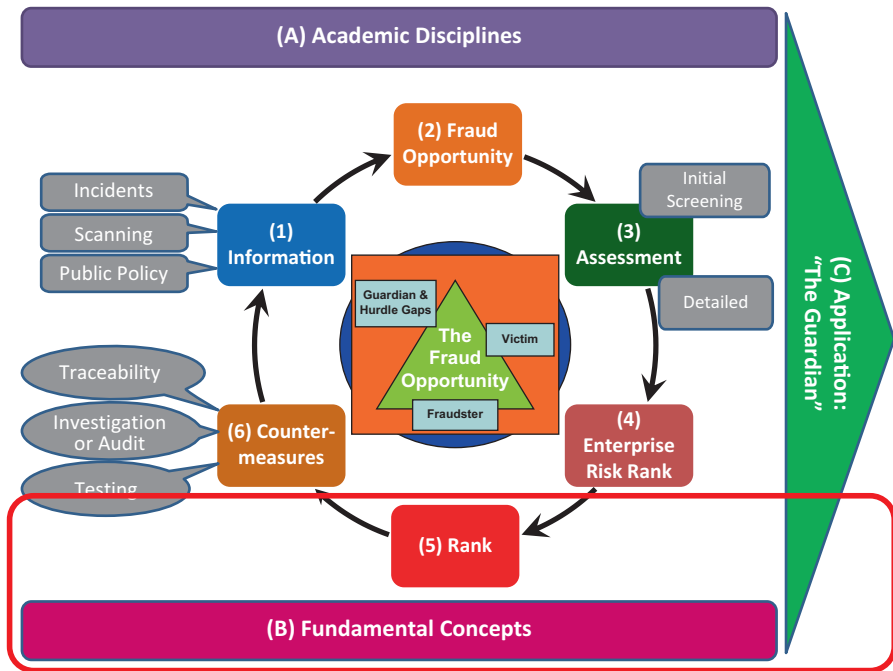 (A) Academic Disciplines
(2) Fraud
Opportunity
Incidents
Scanning
Public Policy
(1)
Information
Initial
Screening
(3)
Assessment
Detailed
Guardian &
Hurdle Gaps
Victim
The
Fraud
Opportunity
Fraudster
Traceability
Investigation
or Audit
Testing
(6) Counter-
measures
(4)
Enterprise
Risk Rank
(5) Rank
(B) Fundamental Concepts
(C) Application:
“The Guardian”